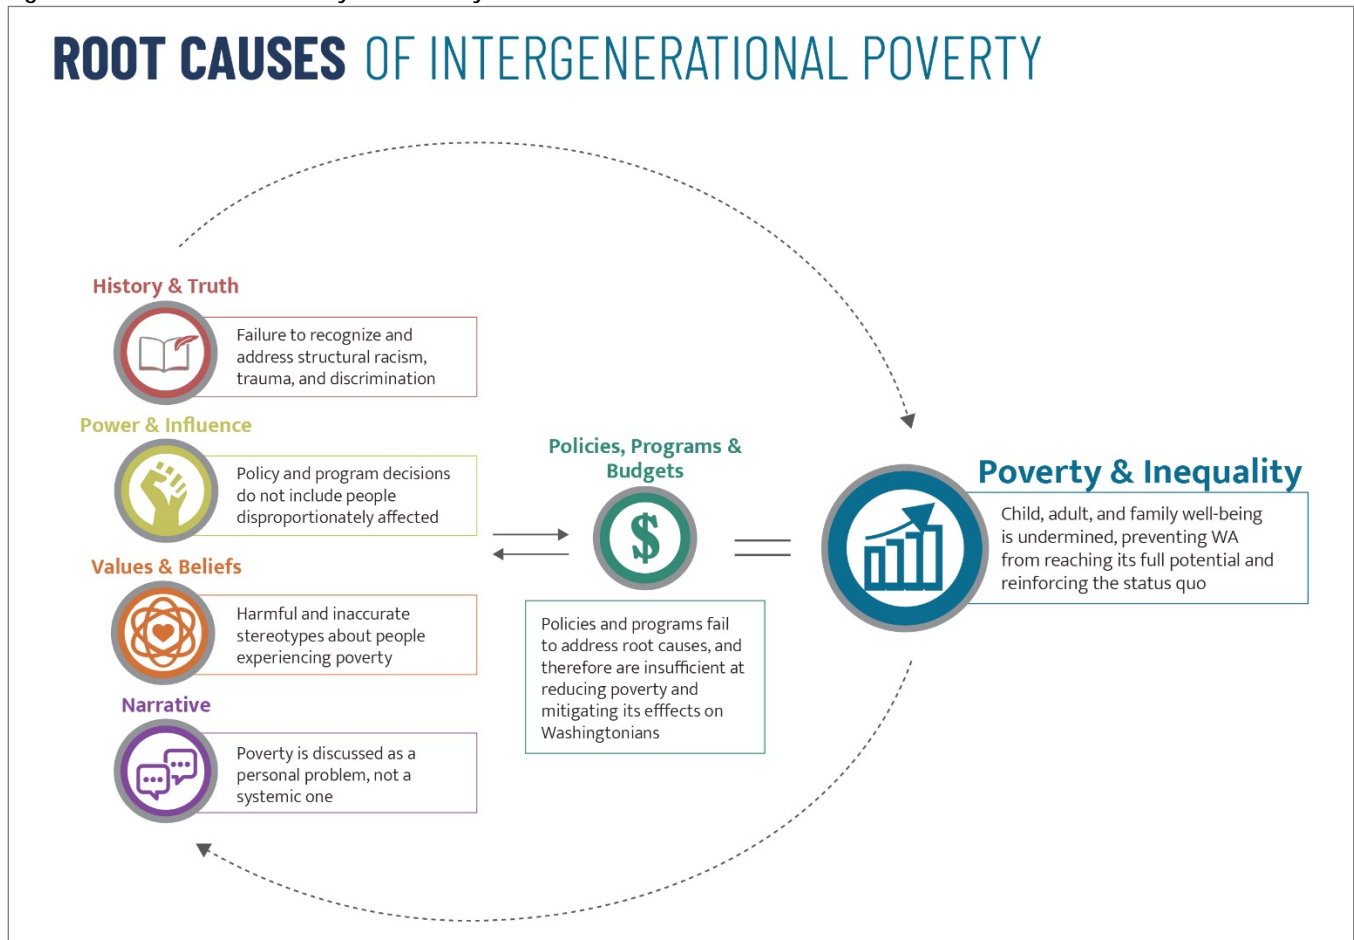 ROOT CAUSES OF INTERGENERATIONAL POVERTY
History & Truth
Failure to recognize and
address structural racism,
trauma, and discrimination
Power & Influence
Policy and program decisions
do not include people
disproportionately affected
Values & Beliefs
Harmful and inaccurate
stereotypes about people
experiencing poverty
Narrative
Poverty is discussed as a
personal problem, not a
systemic one
Policies, Programs &
Budgets
$
Policies and programs fail
to address root causes, and
therefore are insufficient at
reducing poverty and
mitigating its efffects on
Washingtonians
Poverty & Inequality
Child, adult, and family well-being
is undermined, preventing WA
from reaching its full potential and
reinforcing the status quo